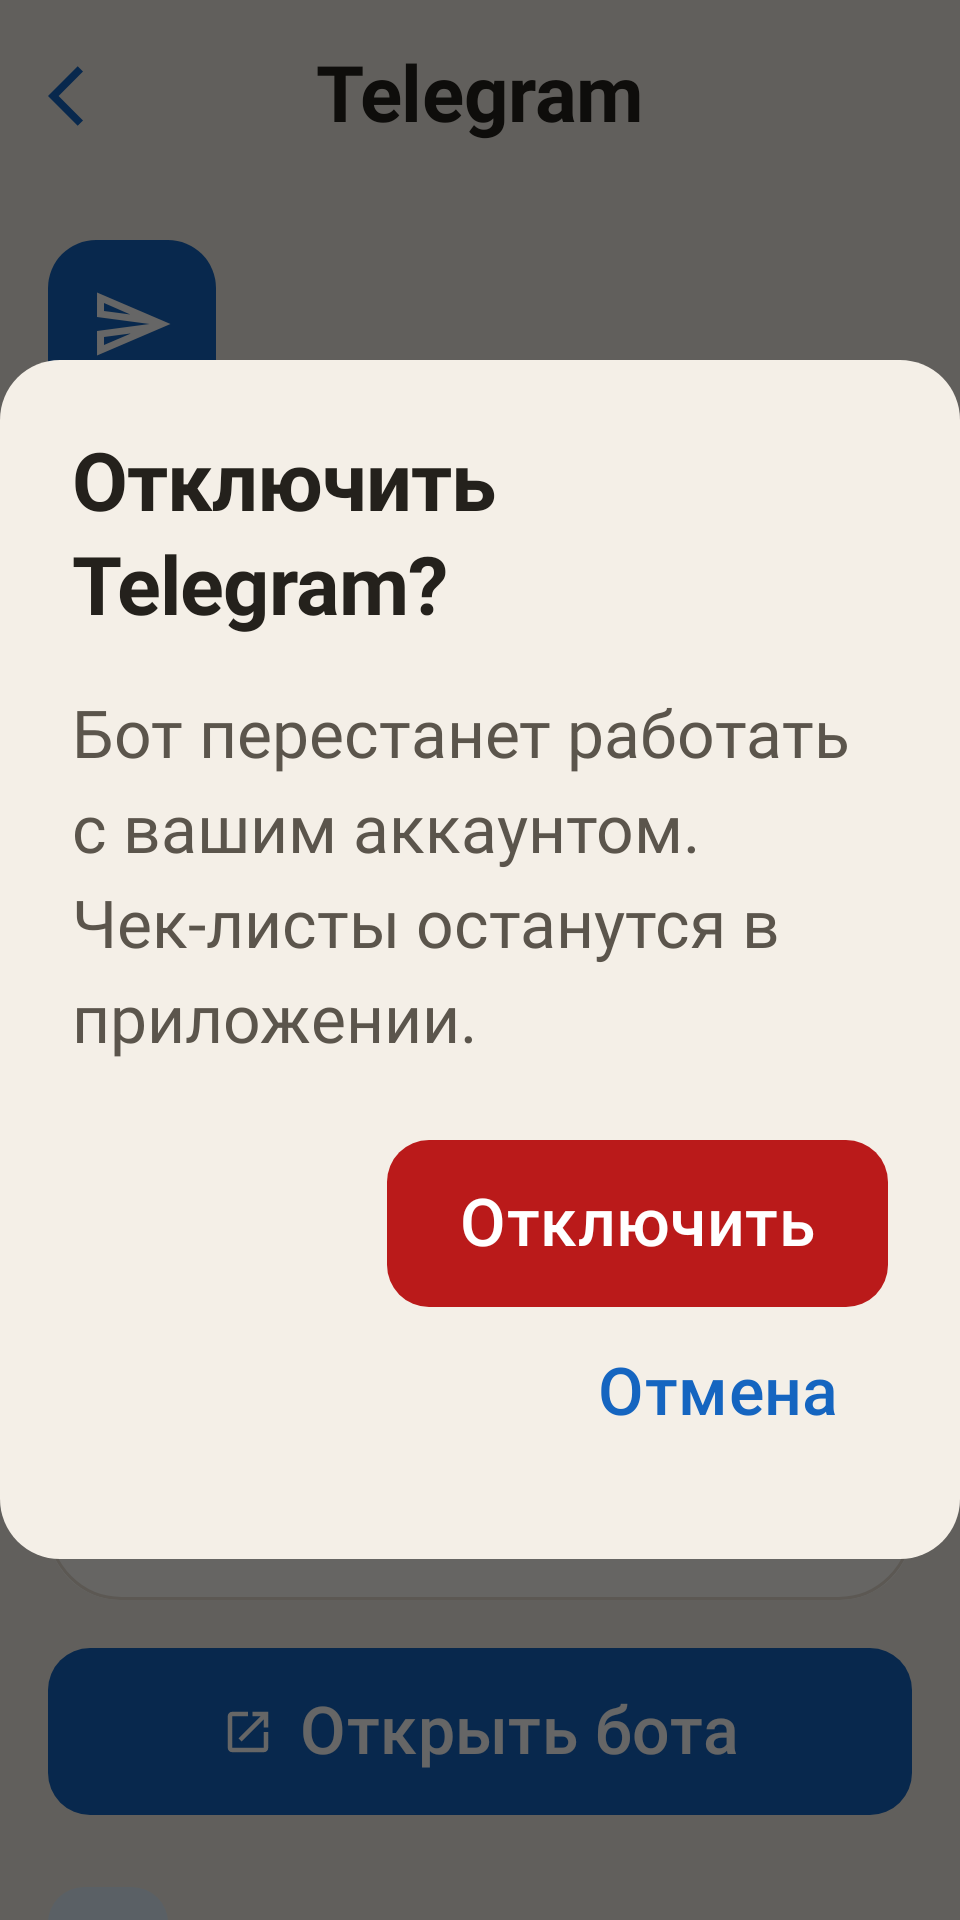 Telegram
Отключить
Telegram?
Бот перестанет работать
с вашим аккаунтом.
Чек-листы останутся в
приложении.
Отключить
Отмена
Открыть бота